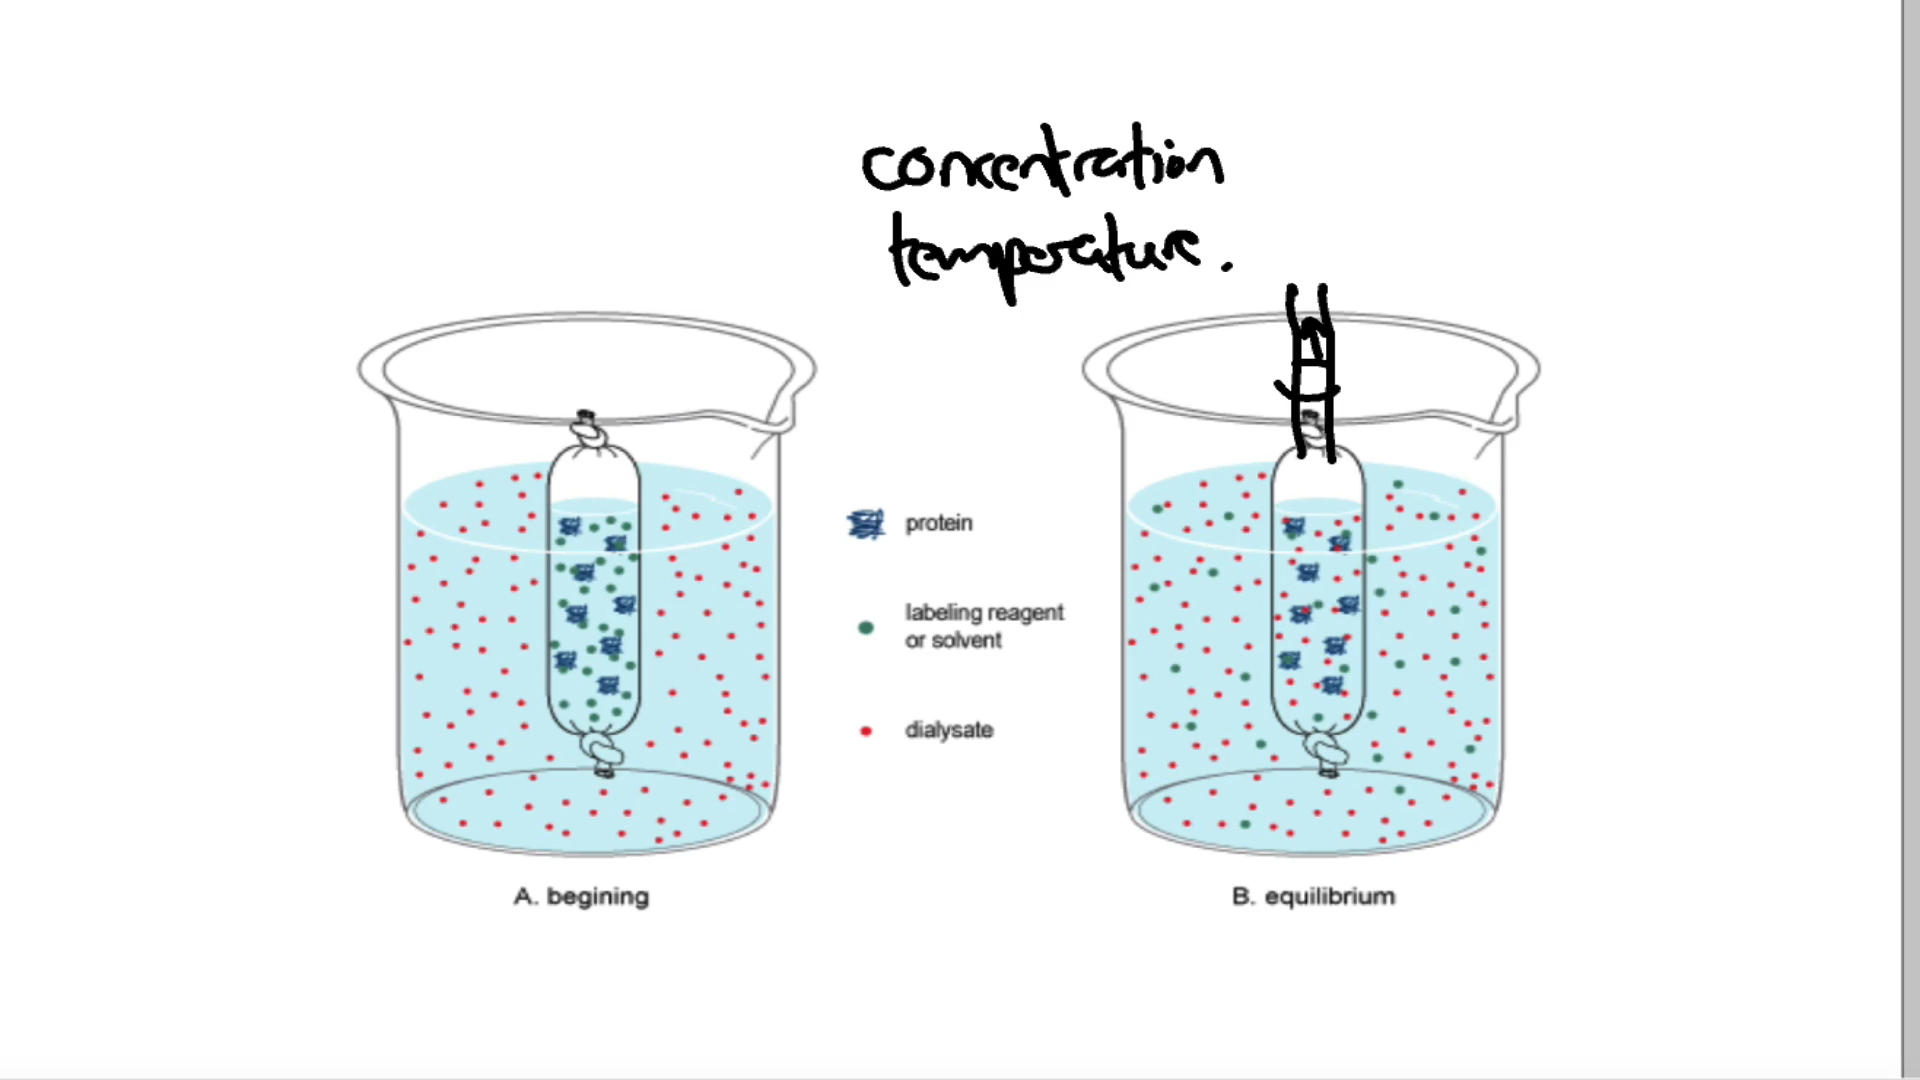 concentration
temperature.
protein
labeling reagent
or solvent
dialysate
A. begining
B. equilibrium